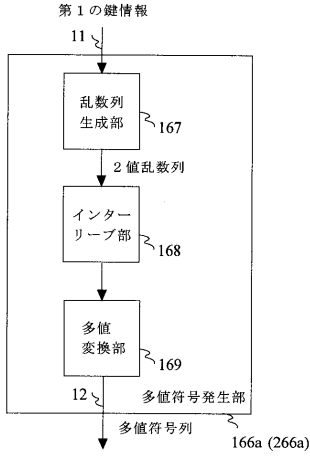 第１の鍵情報
11
乱数列
生成部
167
２値乱数列
インター
リーブ部
168
多値
変換部
169
12
多値符号発生部
多値符号列
166a (266a)